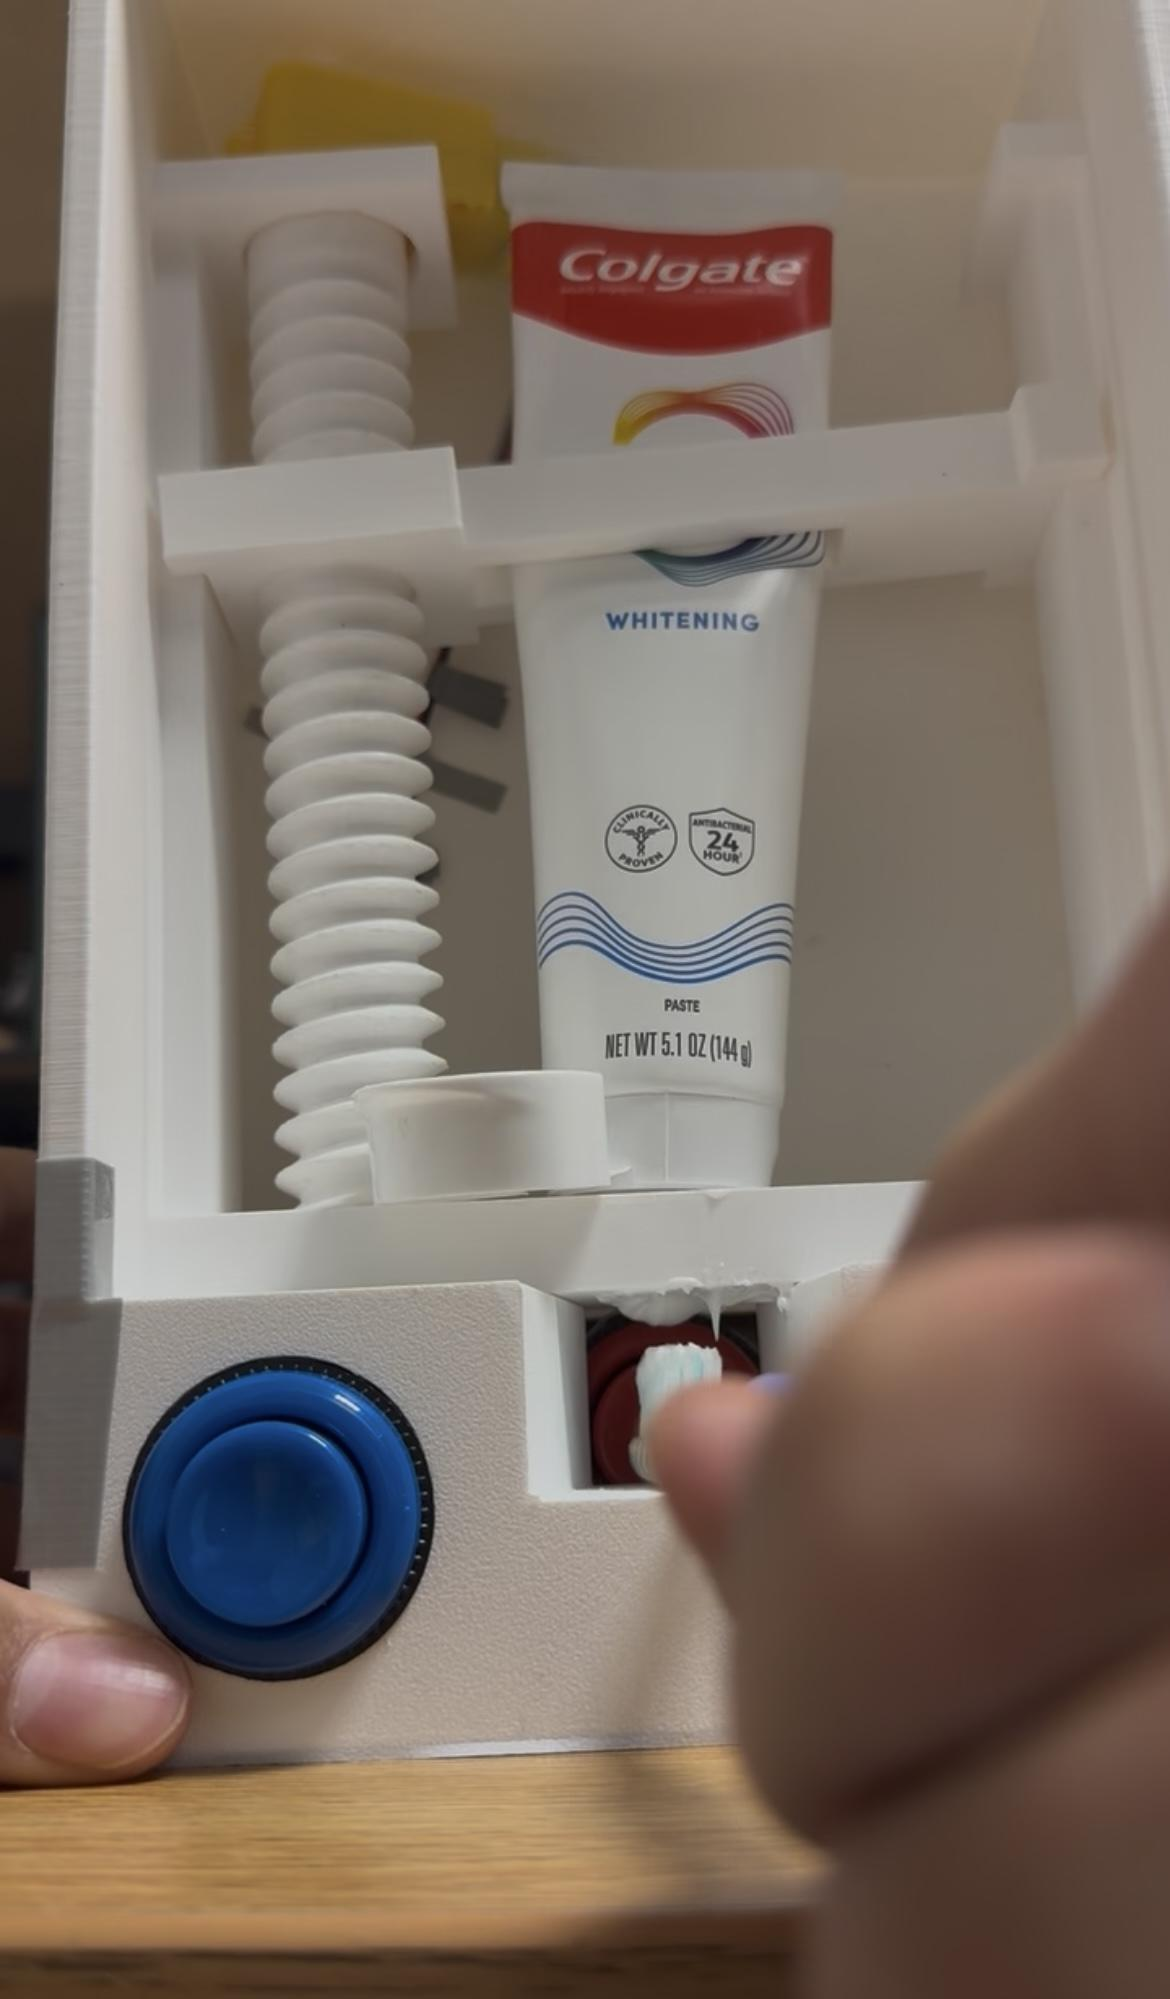 Colgate
WHITENING
CLINICALLY
PROVEN
ANTIBACTERIAL
24
HOUR†
PASTE
NET WT 5.1 OZ (144 g)